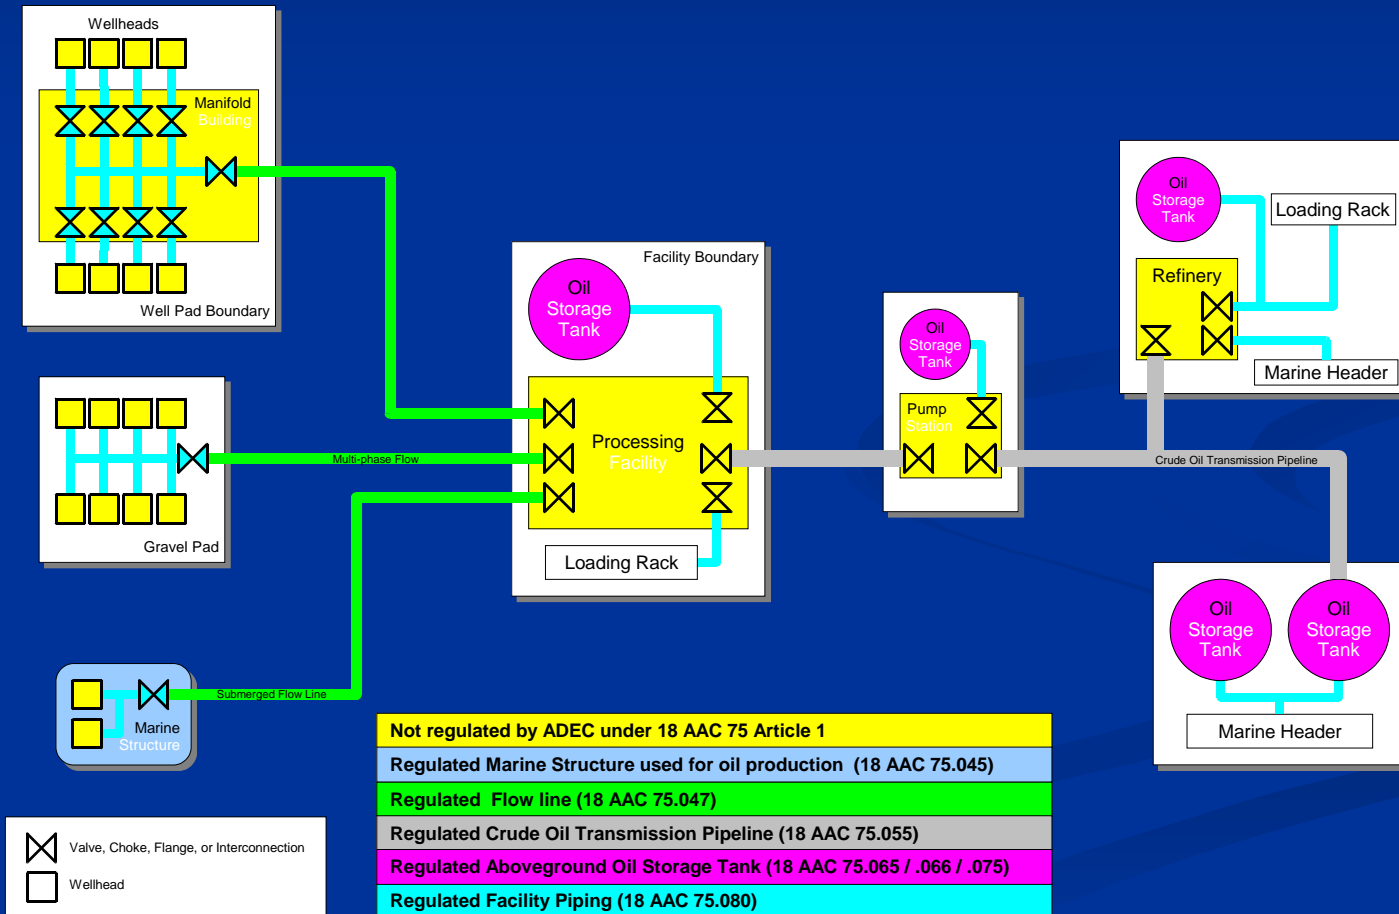 Wellheads
Manifold
Building
Well Pad Boundary
Gravel Pad
Multi-phase Flow
Submerged Flow Line
Marine
Structure
Facility Boundary
Oil
Storage
Tank
Processing
Facility
Loading Rack
Oil
Storage
Tank
Pump
Station
Oil
Storage
Tank
Loading Rack
Refinery
Marine Header
Crude Oil Transmission Pipeline
Oil
Storage
Tank
Oil
Storage
Tank
Marine Header
Not regulated by ADEC under 18 AAC 75 Article 1
Regulated Marine Structure used for oil production (18 AAC 75.045)
Regulated Flow line (18 AAC 75.047)
Regulated Crude Oil Transmission Pipeline (18 AAC 75.055)
Regulated Aboveground Oil Storage Tank (18 AAC 75.065 / .066 / .075)
Regulated Facility Piping (18 AAC 75.080)
Valve, Choke, Flange, or Interconnection
Wellhead